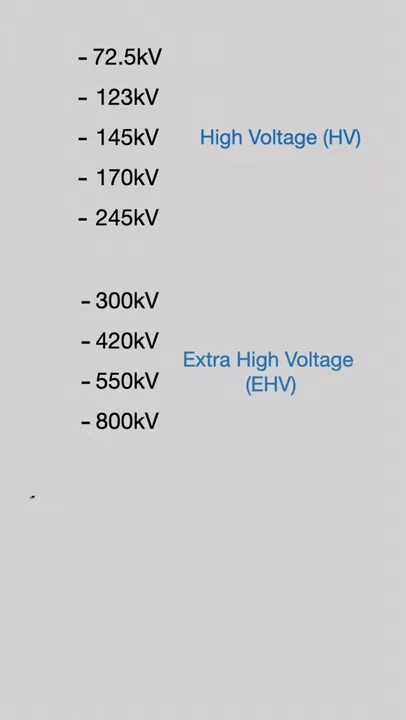 - 72.5kV
- 123kV
- 145kV
High Voltage (HV)
- 170kV
- 245kV
- 300kV
- 420kV
Extra High Voltage
(EHV)
- 550kV
- 800kV